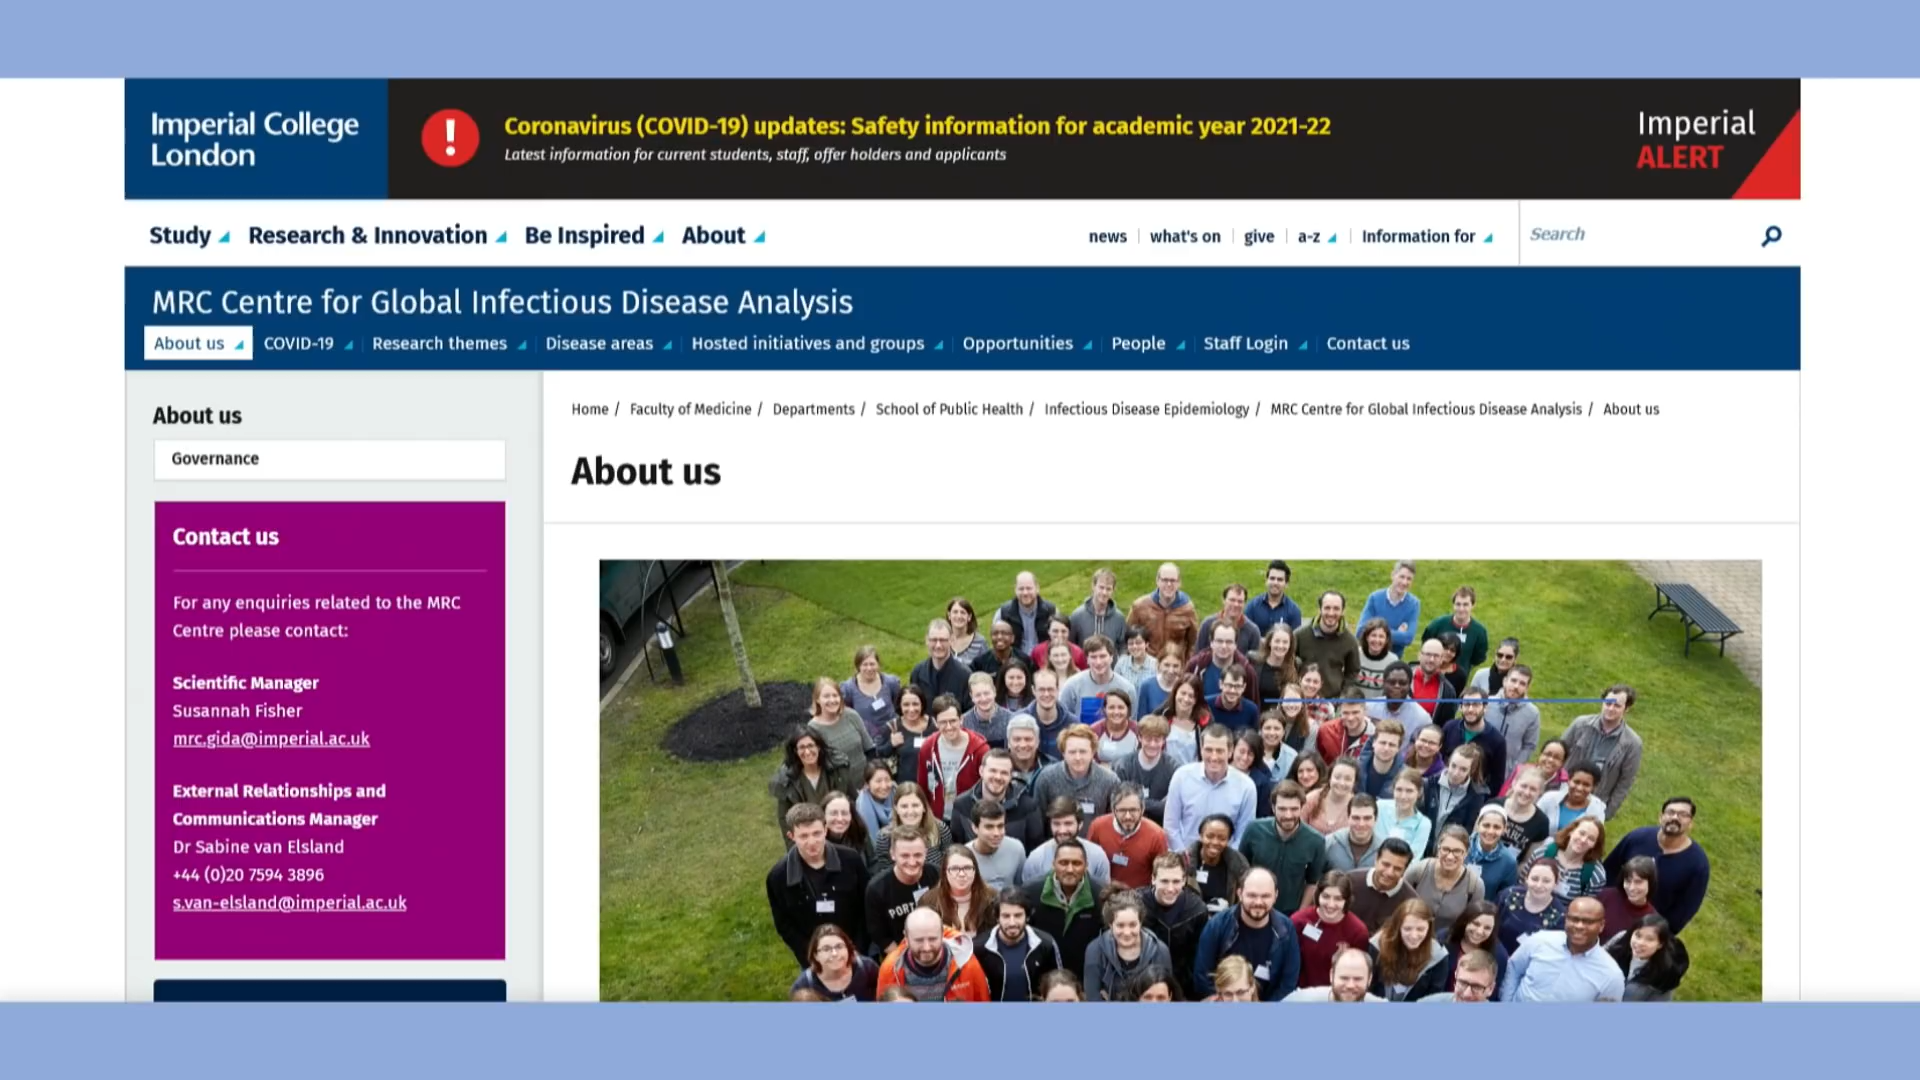 Imperial College
London
Coronavirus (COVID-19) updates: Safety information for academic year 2021-22
Latest information for current students, staff, offer holders and applicants
Imperial
ALERT
Study Research & Innovation Be Inspired About news what's on give a-z Information for Search
MRC Centre for Global Infectious Disease Analysis
About us COVID-19 Research themes Disease areas Hosted initiatives and groups Opportunities People Staff Login Contact us
About us
Governance
Contact us
For any enquiries related to the MRC
Centre please contact:
Scientific Manager
Susannah Fisher
mrc.gida@imperial.ac.uk
External Relationships and
Communications Manager
Dr Sabine van Elsland
+44 (0)20 7594 3896
s.van-elsland@imperial.ac.uk
Home / Faculty of Medicine / Departments / School of Public Health / Infectious Disease Epidemiology / MRC Centre for Global Infectious Disease Analysis / About us
About us
PORT